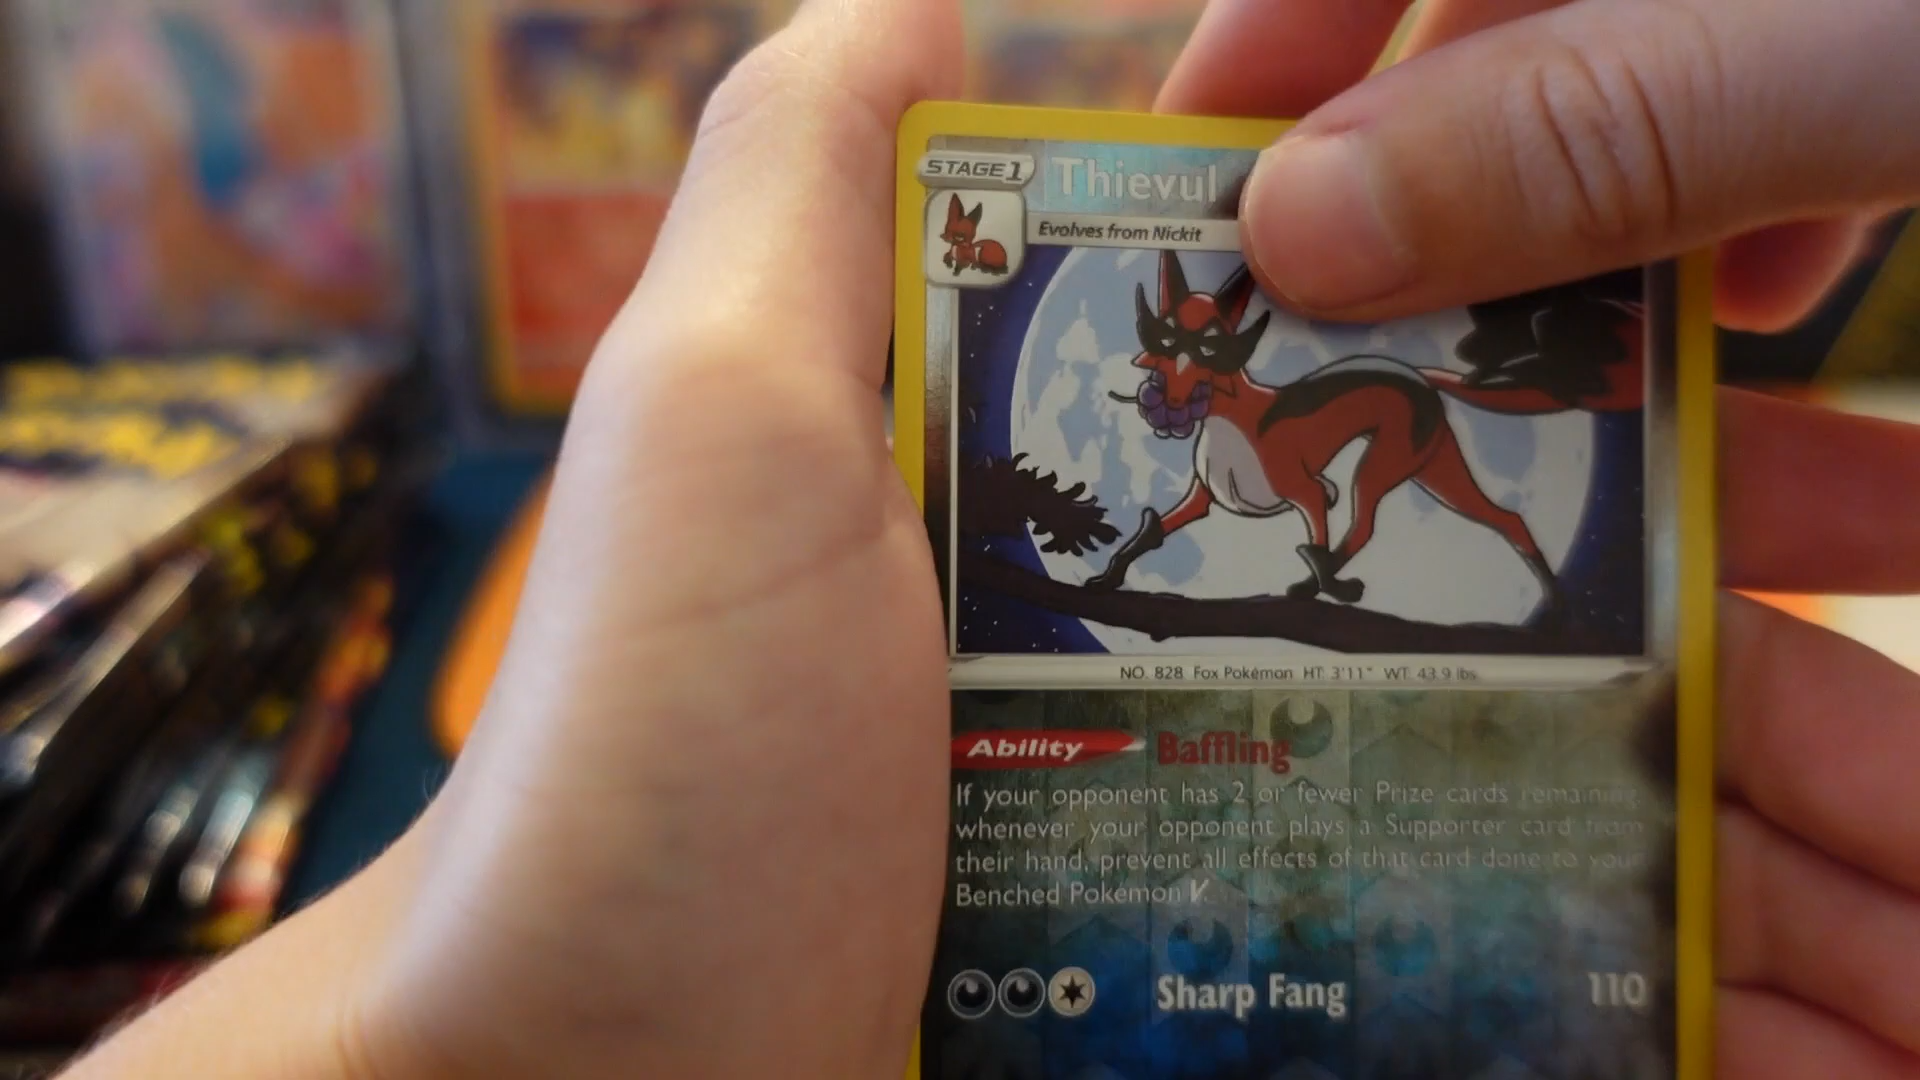 STAGE1
Thievul
Evolves from Nickit
NO. 828 Fox Pokémon HT: 3'11" WT: 43.9 lbs.
Ability Baffling
If your opponent has 2 or fewer Prize cards remaining,
whenever your opponent plays a Supporter card from
their hand, prevent all effects of that card done to your
Benched Pokémon V.
Sharp Fang 110